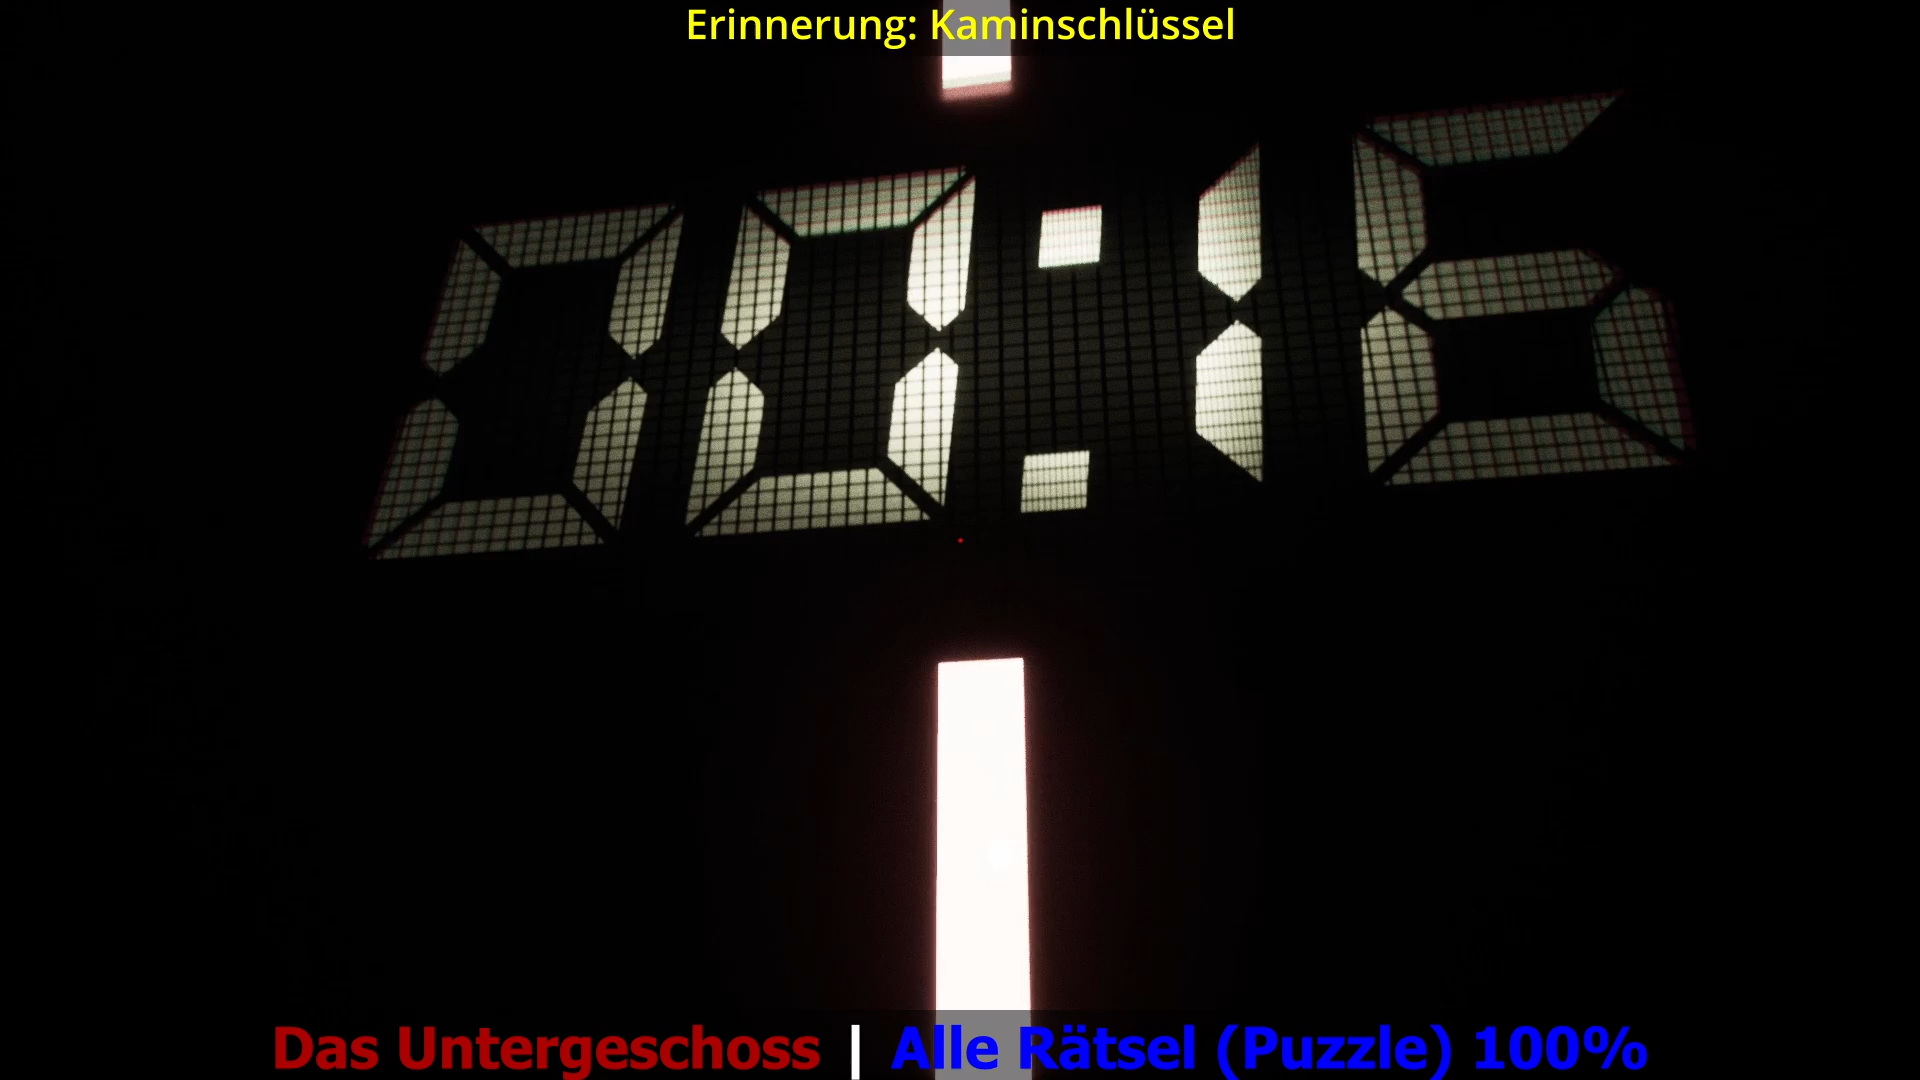 Erinnerung: Kaminschlüssel
00:16
Das Untergeschoss | Alle Rätsel (Puzzle) 100%